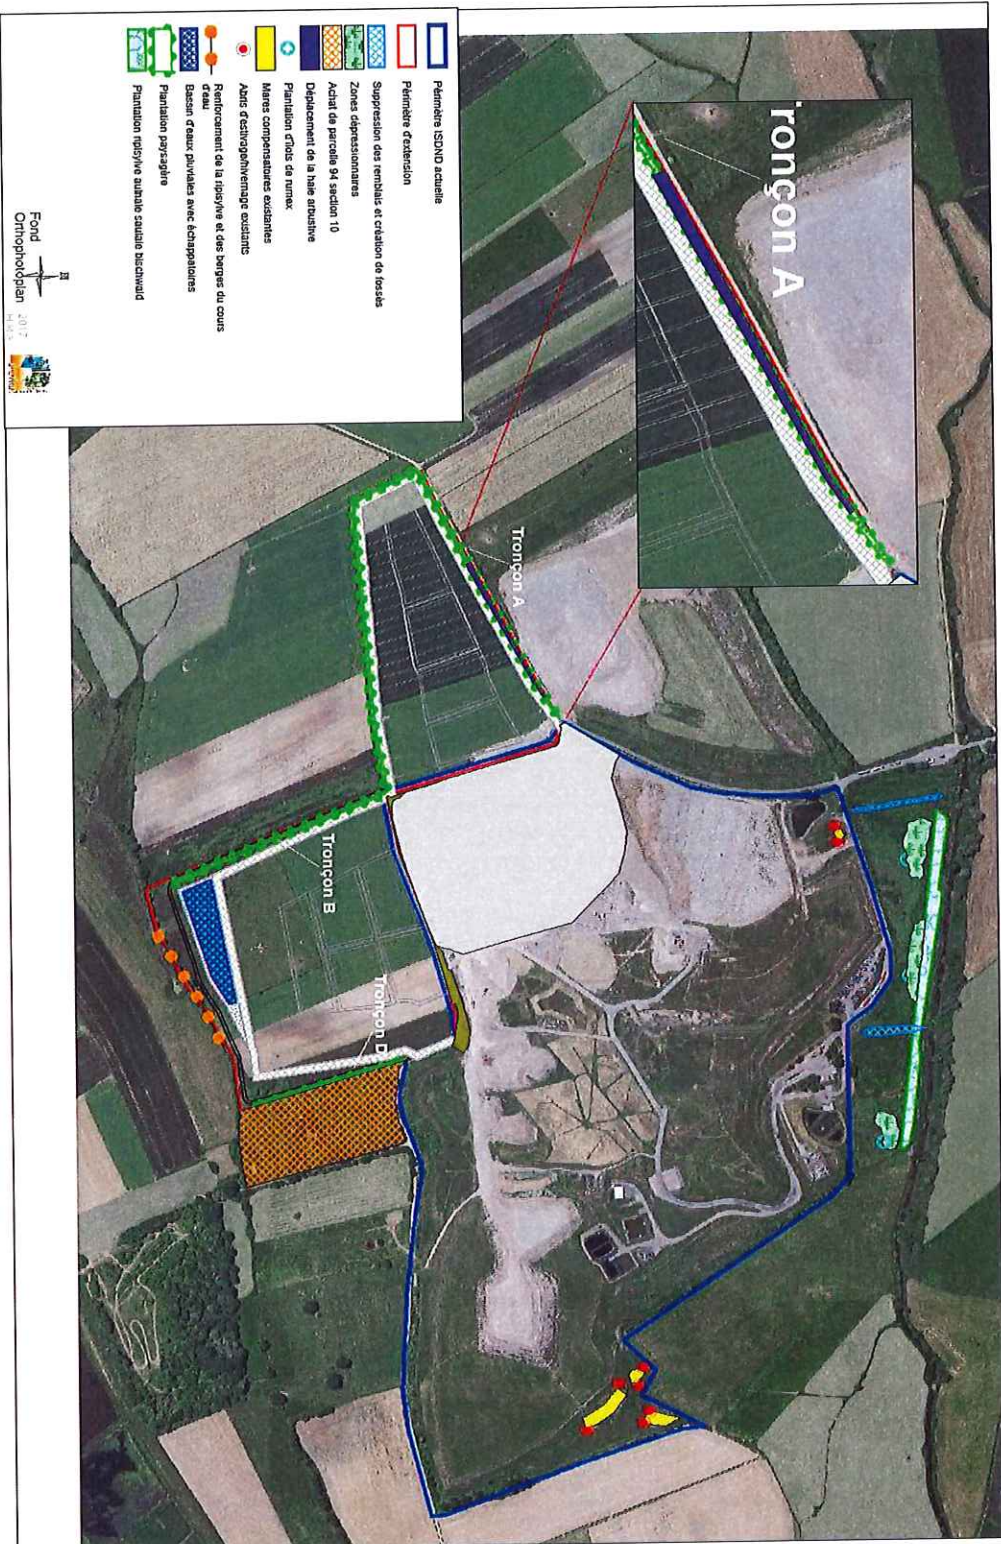 Tronçon A
Tronçon A
Tronçon B
Tronçon D
Périmètre ISDND actuelle
Périmètre d'extension
Suppression des remblais et création de fossés
Zones dépressionnaires
Achat de parcelle 94 section 10
Déplacement de la haie arbustive
Plantation d'îlots de rumex
Mares compensatoires existantes
Abris d'estivage/hivernage existants
Renforcement de la ripisylve et des berges du cours
d'eau
Bassin d'eaux pluviales avec échappatoires
Plantation paysagère
Plantation ripisylve aulnaie saulaie bischwald
Fond
Orthophotoplan 2012